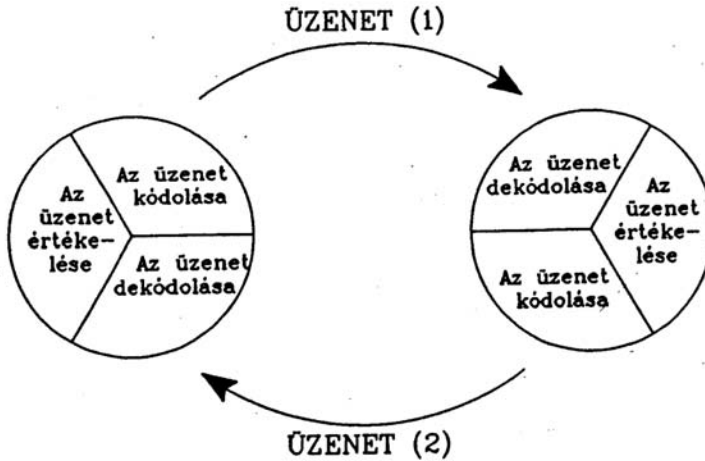 ÜZENET (1)
Az üzenet
kódolása
Az
üzenet
értéke-
lése
Az üzenet
dekódolása
Az üzenet
dekódolása
Az
üzenet
értéke-
lése
Az üzenet
kódolása
ÜZENET (2)